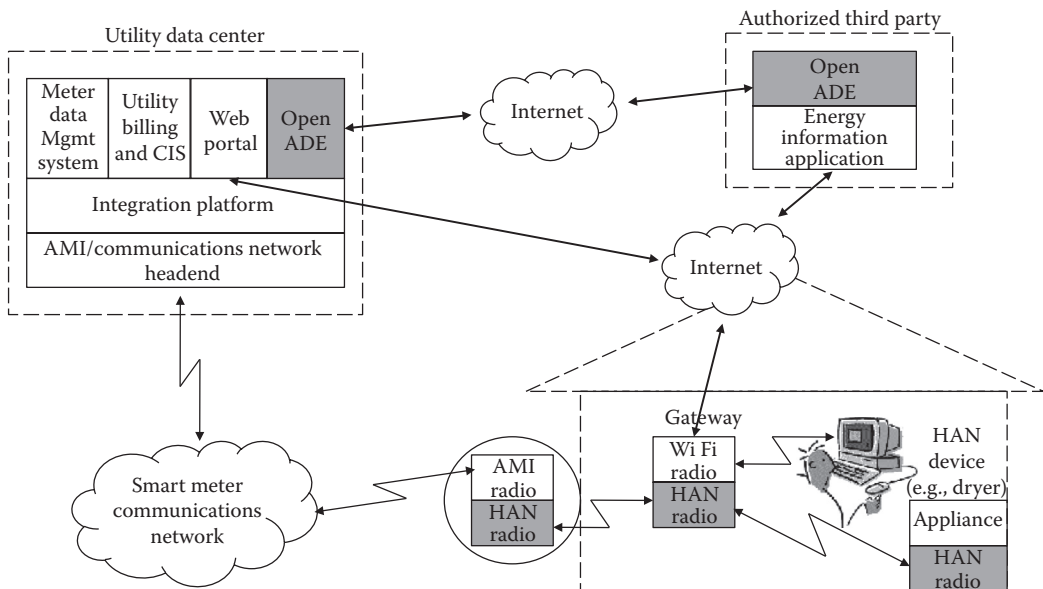 Utility data center
Authorized third party
Meter
data
Mgmt
system
Utility
billing
and CIS
Web
portal
Open
ADE
Integration platform
AMI/communications network
headend
Internet
Open
ADE
Energy
information
application
Internet
Smart meter
communications
network
AMI
radio
HAN
radio
Gateway
Wi Fi
radio
HAN
radio
HAN
device
(e.g., dryer)
Appliance
HAN
radio